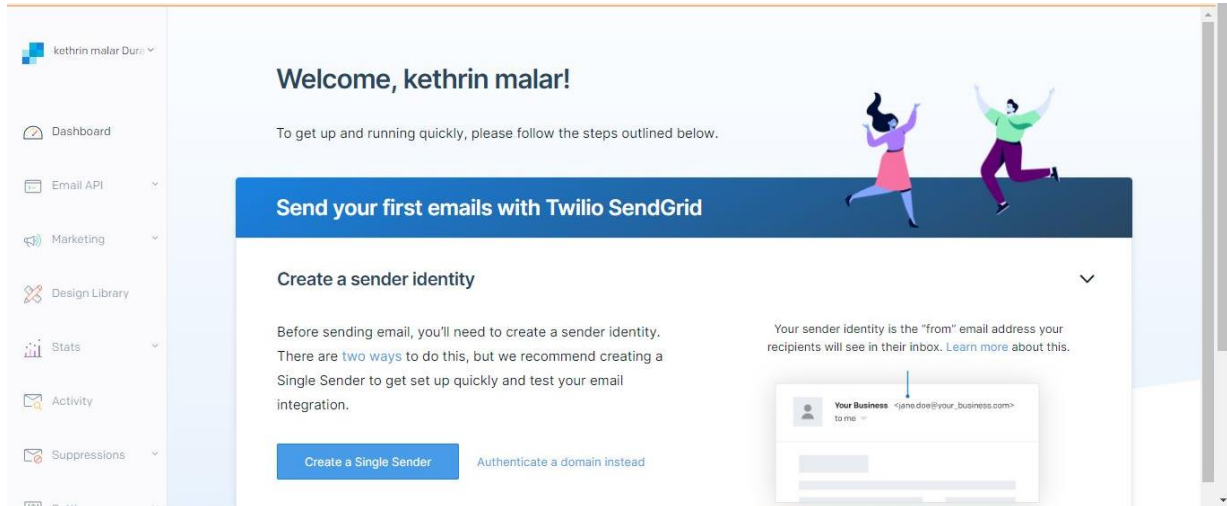 kethrin malar Dura
Dashboard
Email API
Marketing
Design Library
Stats
Activity
Suppressions
Welcome, kethrin malar!
To get up and running quickly, please follow the steps outlined below.
Send your first emails with Twilio SendGrid
Create a sender identity
Before sending email, you'll need to create a sender identity.
There are two ways to do this, but we recommend creating a
Single Sender to get set up quickly and test your email
integration.
Create a Single Sender
Authenticate a domain instead
Your sender identity is the "from" email address your
recipients will see in their inbox. Learn more about this.
Your Business <jane.doe@your_business.com>
to me